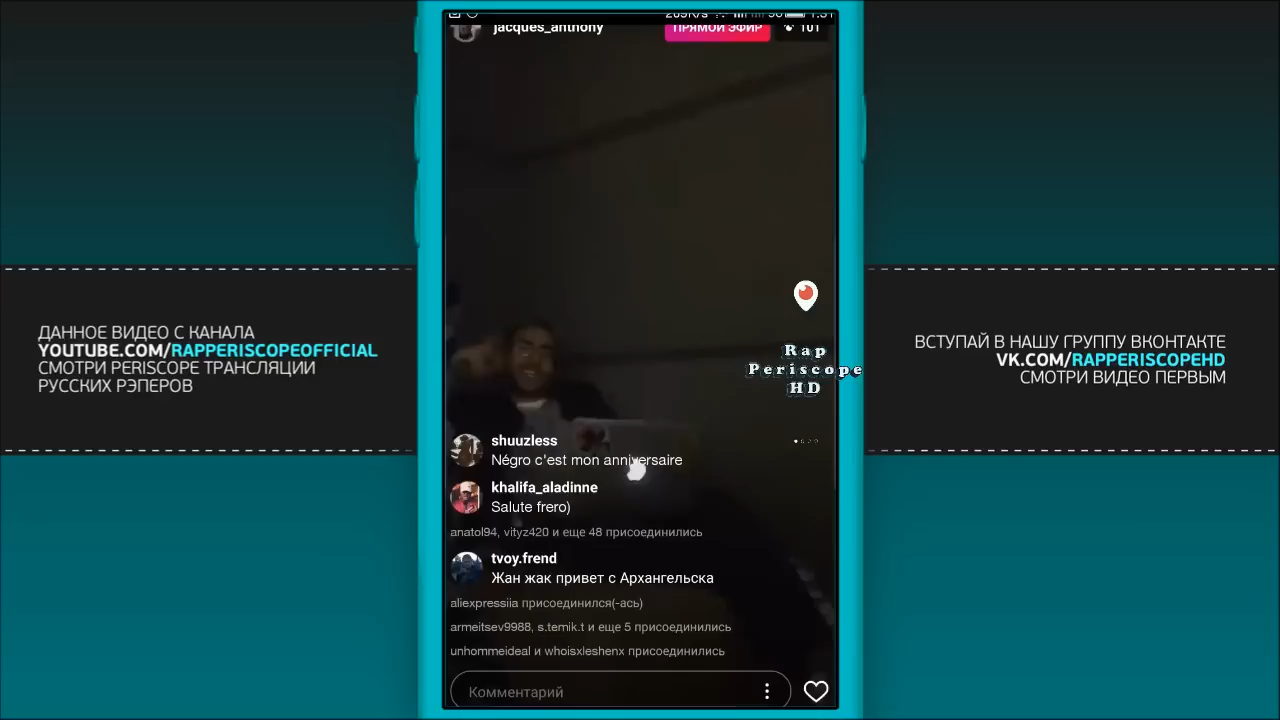 jacques_anthony
ПРЯМОЙ ЭФИР
101
ДАННОЕ ВИДЕО С КАНАЛА
YOUTUBE.COM/RAPPERISCOPEOFFICIAL
СМОТРИ PERISCOPE ТРАНСЛЯЦИИ
РУССКИХ РЭПЕРОВ
ВСТУПАЙ В НАШУ ГРУППУ ВКОНТАКТЕ
VK.COM/RAPPERISCOPEHD
СМОТРИ ВИДЕО ПЕРВЫМ
Rap
Periscope
HD
shuuzless
Négro c'est mon anniversaire
khalifa_aladinne
Salute frero)
anatol94, vityz420 и еще 48 присоединились
tvoy.frend
Жан жак привет с Архангельска
aliexpressiia присоединился(-ась)
armeitsev9988, s.temik.t и еще 5 присоединились
unhommeideal и whoisxleshenx присоединились
Комментарий